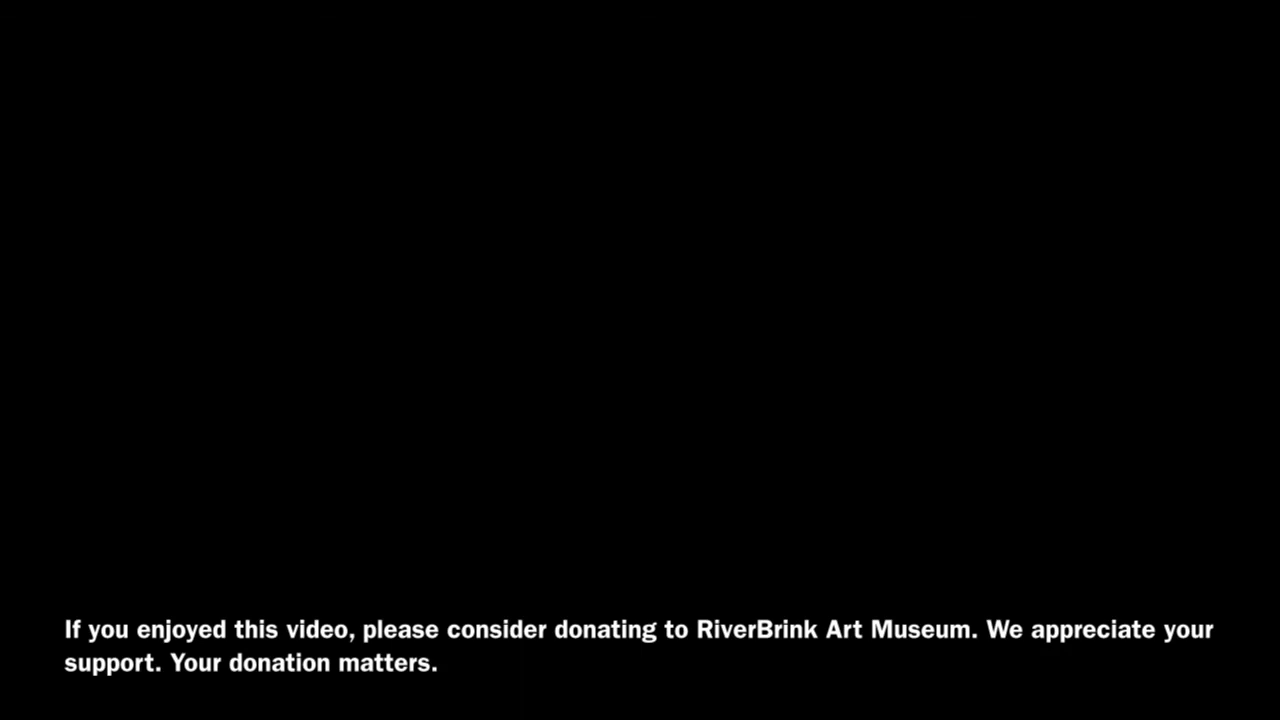 If you enjoyed this video, please consider donating to RiverBrink Art Museum. We appreciate your
support. Your donation matters.